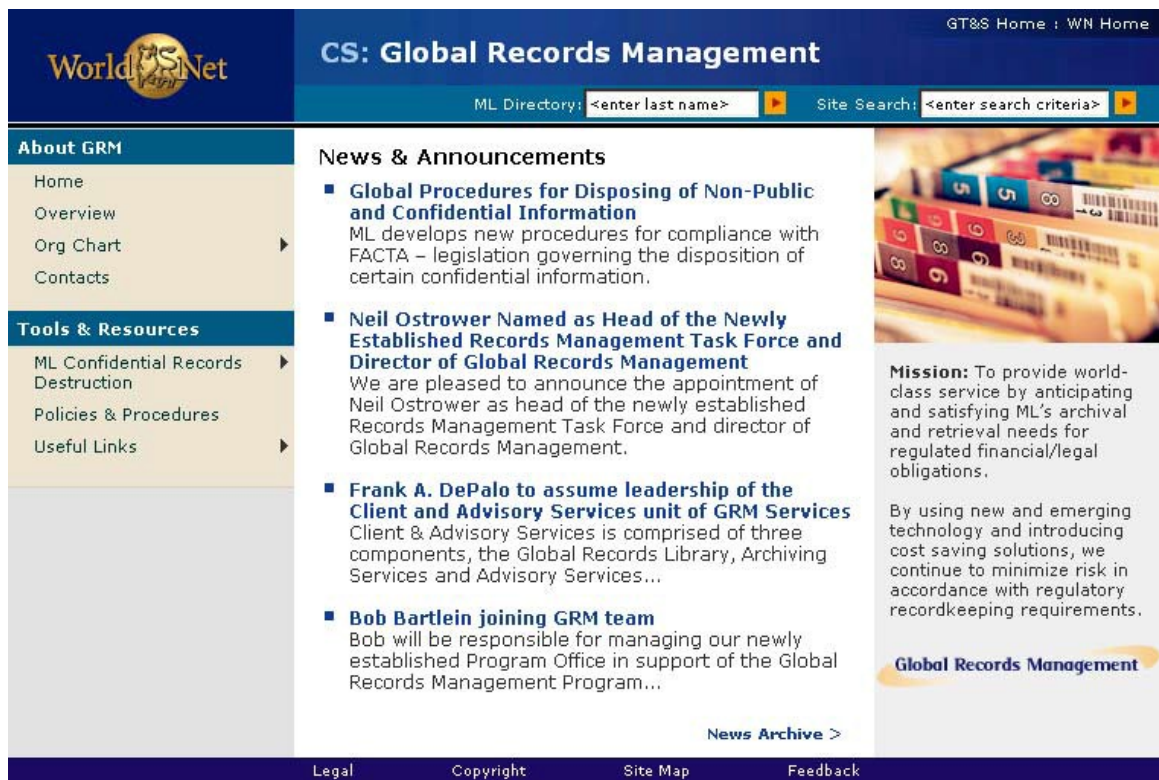 GT&S Home : WN Home
World Net
CS: Global Records Management
ML Directory: <enter last name>
Site Search: <enter search criteria>
About GRM
Home
Overview
Org Chart
Contacts
Tools & Resources
ML Confidential Records
Destruction
Policies & Procedures
Useful Links
News & Announcements
Global Procedures for Disposing of Non-Public
and Confidential Information
ML develops new procedures for compliance with
FACTA – legislation governing the disposition of
certain confidential information.
Neil Ostrower Named as Head of the Newly
Established Records Management Task Force and
Director of Global Records Management
We are pleased to announce the appointment of
Neil Ostrower as head of the newly established
Records Management Task Force and director of
Global Records Management.
Frank A. DePalo to assume leadership of the
Client and Advisory Services unit of GRM Services
Client & Advisory Services is comprised of three
components, the Global Records Library, Archiving
Services and Advisory Services...
Bob Bartlein joining GRM team
Bob will be responsible for managing our newly
established Program Office in support of the Global
Records Management Program...
News Archive >
Mission: To provide world-
class service by anticipating
and satisfying ML's archival
and retrieval needs for
regulated financial/legal
obligations.
By using new and emerging
technology and introducing
cost saving solutions, we
continue to minimize risk in
accordance with regulatory
recordkeeping requirements.
Global Records Management
Legal
Copyright
Site Map
Feedback